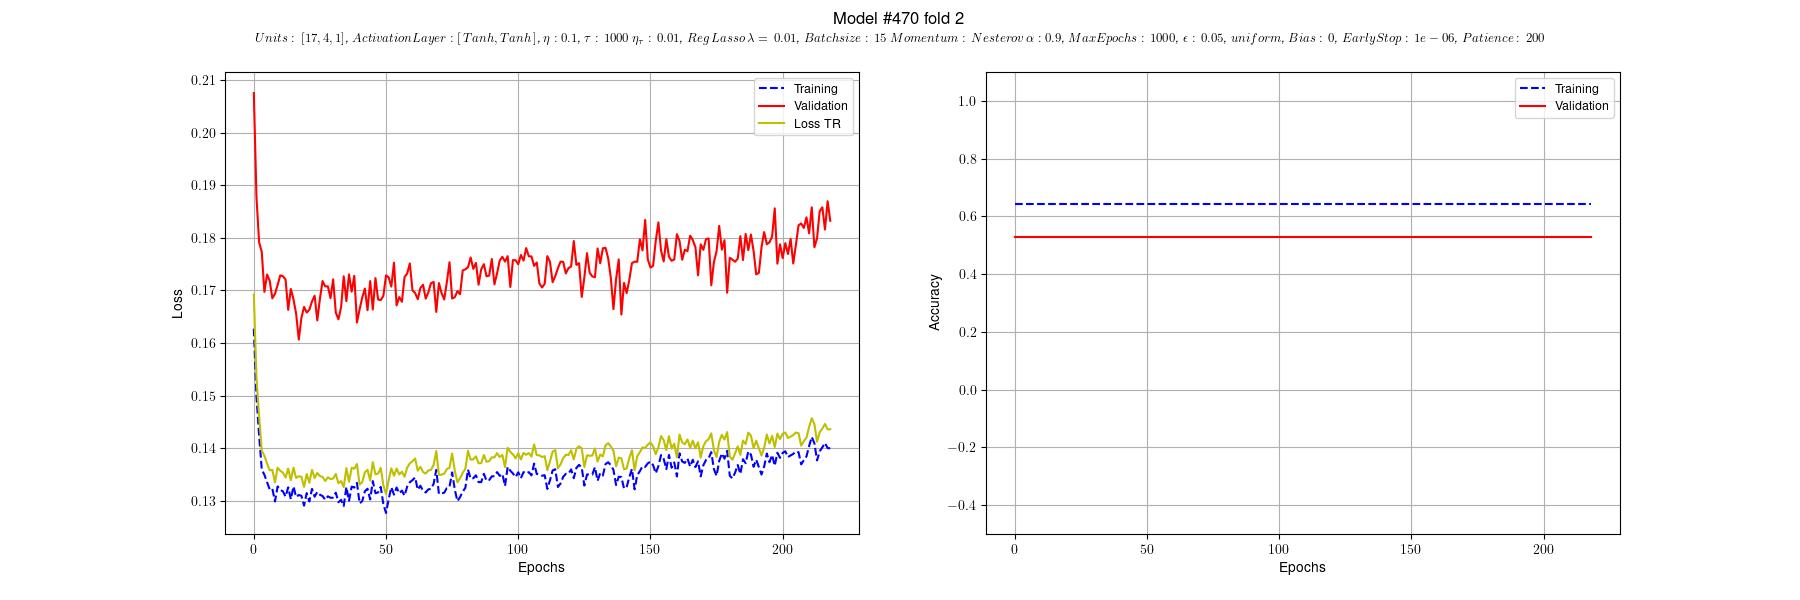 Model #470 fold 2
Units : [17, 4, 1], ActivationLayer : [Tanh, Tanh], η : 0.1, τ : 1000 ητ : 0.01, Reg Lasso λ = 0.01, Batchsize : 15 Momentum : Nesterov α : 0.9, MaxEpochs : 1000, ϵ : 0.05, uniform, Bias : 0, EarlyStop : 1e − 06, Patience : 200
0.21
0.20
0.19
0.18
0.17
0.16
0.15
0.14
0.13
Loss
0 50 100 150 200
Epochs
Training
Validation
Loss TR
1.0
0.8
0.6
0.4
0.2
0.0
−0.2
−0.4
Accuracy
0 50 100 150 200
Epochs
Training
Validation